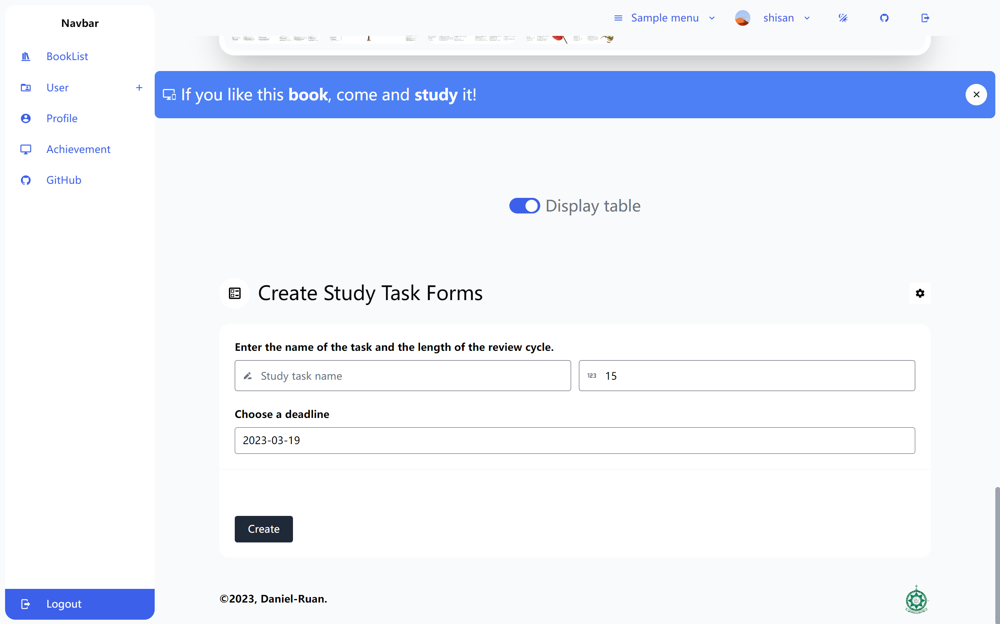 Navbar
Sample menu
shisan
BookList
User
Profile
Achievement
GitHub
If you like this book, come and study it!
Display table
Create Study Task Forms
Enter the name of the task and the length of the review cycle.
Study task name
123 15
Choose a deadline
2023-03-19
Create
©2023, Daniel-Ruan.
Logout